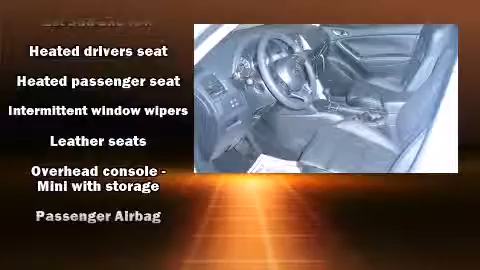 Heated drivers seat
Heated passenger seat
Intermittent window wipers
Leather seats
Overhead console -
Mini with storage
Passenger Airbag